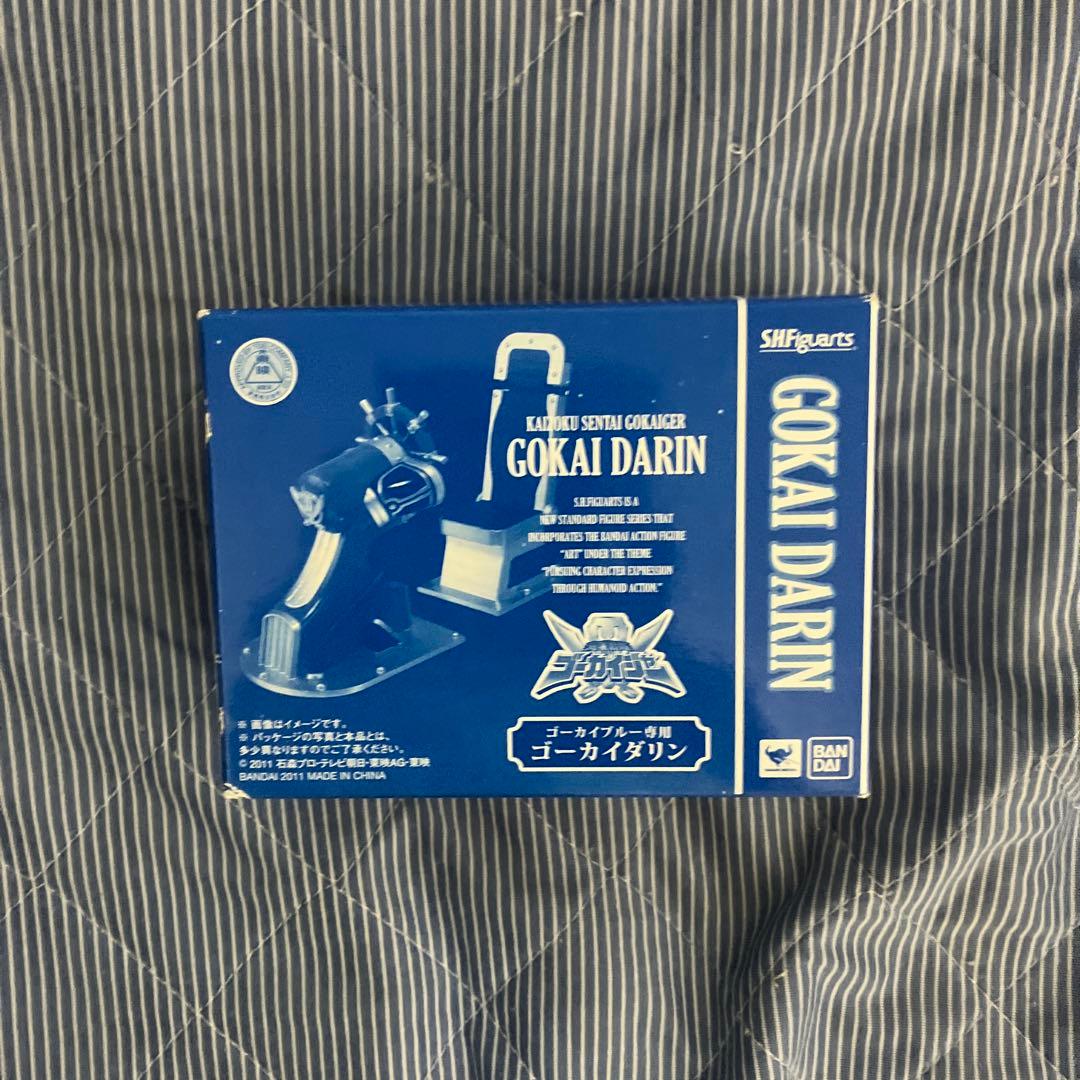 KAIZOKU SENTAI GOKAIGER
GOKAI DARIN
S.H.FIGUARTS IS A
NEW STANDARD FIGURE SERIES THAT
INCORPORATES THE BANDAI ACTION FIGURE
"ART" UNDER THE THEME
"PURSUING CHARACTER EXPRESSION
THROUGH HUMANOID ACTION."
ゴーカイジャー
ゴーカイブルー専用
ゴーカイダリン
※ 画像はイメージです。
※ パッケージの写真と本品とは、
多少異なりますのでご了承ください。
© 2011 石森プロ・テレビ朝日・東映AG・東映
BANDAI 2011 MADE IN CHINA
S.H.Figuarts
GOKAI DARIN
BAN
DAI